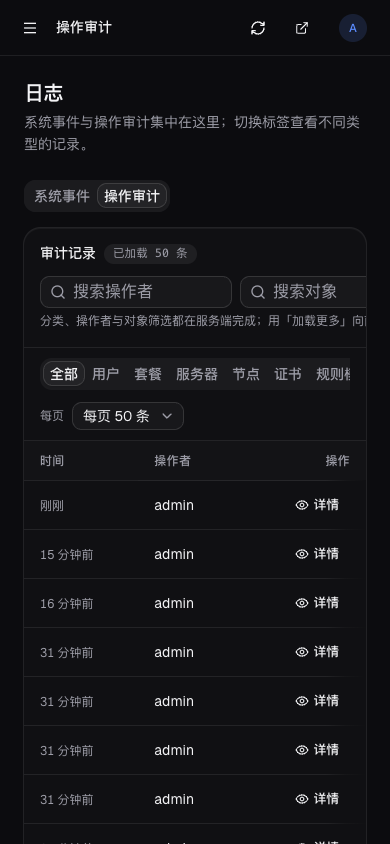 操作审计
A
日志
系统事件与操作审计集中在这里；切换标签查看不同类
型的记录。
系统事件 操作审计
审计记录 已加载 50 条
搜索操作者 搜索对象
分类、操作者与对象筛选都在服务端完成；用「加载更多」向
全部 用户 套餐 服务器 节点 证书 规则
每页 每页 50 条
时间 操作者 操作
刚刚 admin 详情
15 分钟前 admin 详情
16 分钟前 admin 详情
31 分钟前 admin 详情
31 分钟前 admin 详情
31 分钟前 admin 详情
31 分钟前 admin 详情